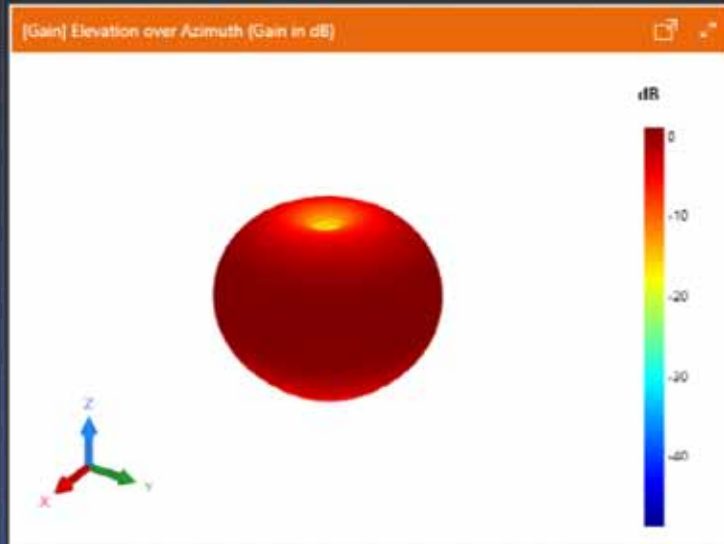 [Gain] Elevation over Azimuth (Gain in dB)
dB
0
-10
-20
-30
-40
Z
X
Y